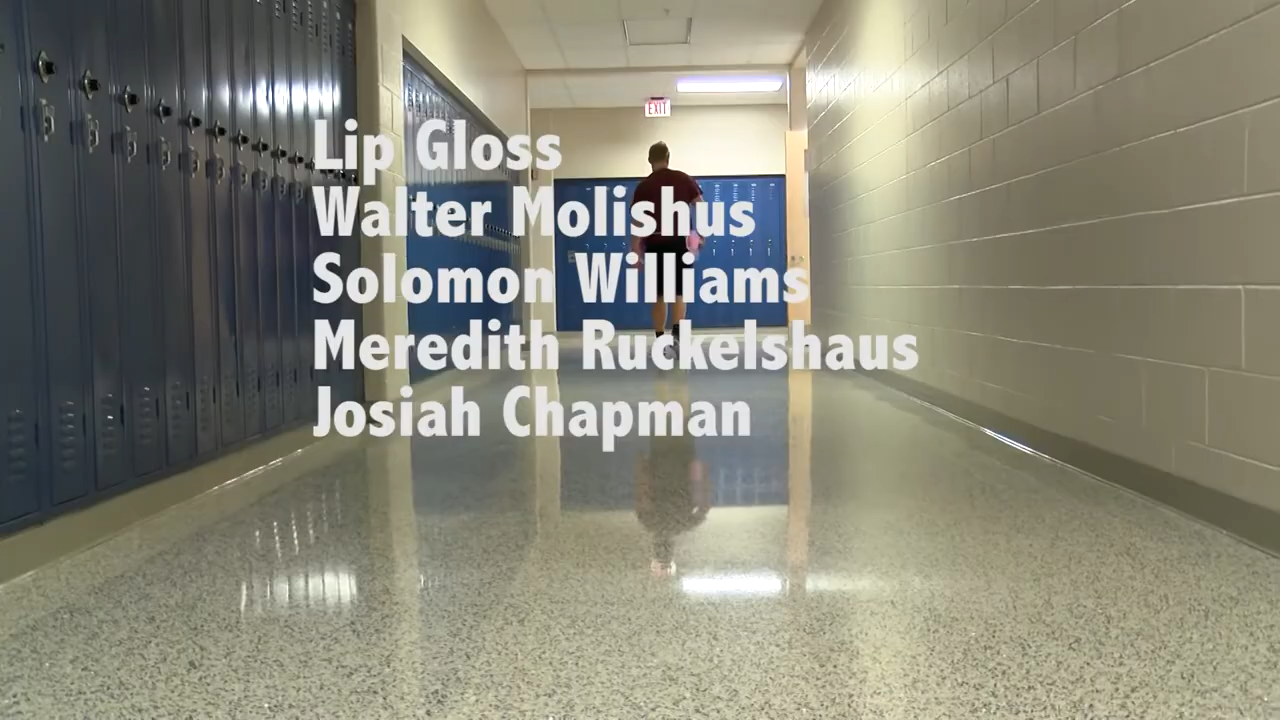 EXIT
Lip Gloss
Walter Molishus
Solomon Williams
Meredith Ruckelshaus
Josiah Chapman